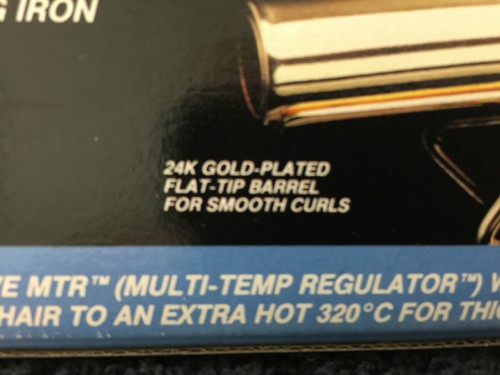 IRON
24K GOLD-PLATED
FLAT-TIP BARREL
FOR SMOOTH CURLS
MTR™ (MULTI-TEMP REGULATOR™)
HAIR TO AN EXTRA HOT 320°C FOR